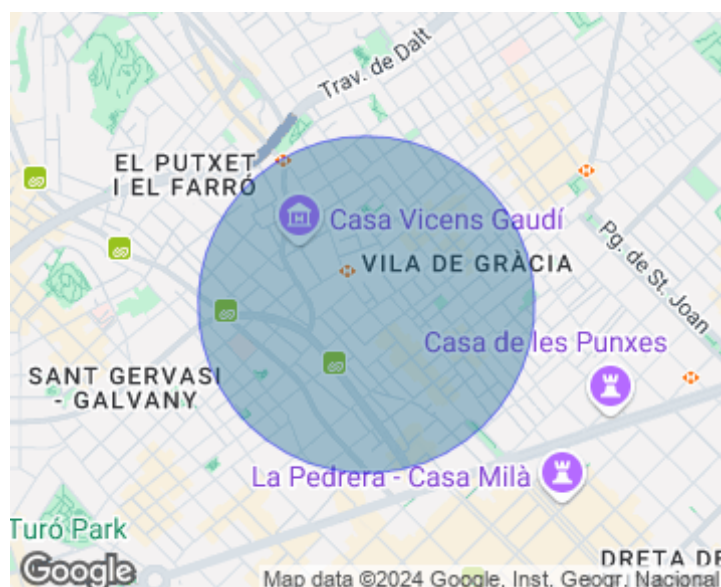 Trav. de Dalt
EL PUTXET
I EL FARRÓ
Casa Vicens Gaudí
VILA DE GRÀCIA
Pg. de St. Joan
Casa de les Punxes
SANT GERVASI
- GALVANY
La Pedrera - Casa Milà
Turó Park
DRETA DE
Google
Map data ©2024 Google, Inst. Geogr. Nacional